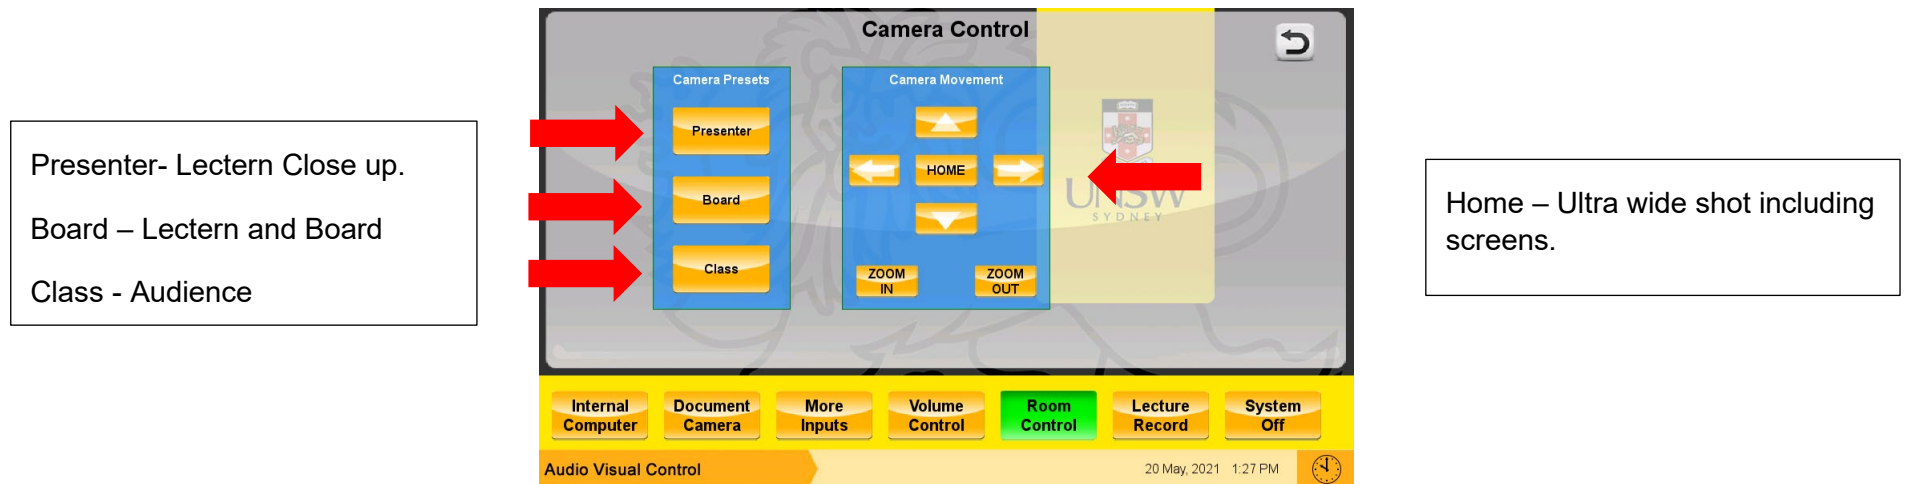 Presenter- Lectern Close up.
Board – Lectern and Board
Class - Audience
Camera Control
Camera Presets
Presenter
Board
Class
Camera Movement
HOME
ZOOM
IN
ZOOM
OUT
UNSW
SYDNEY
Home – Ultra wide shot including
screens.
Internal
Computer
Document
Camera
More
Inputs
Volume
Control
Room
Control
Lecture
Record
System
Off
Audio Visual Control
20 May, 2021 1:27 PM